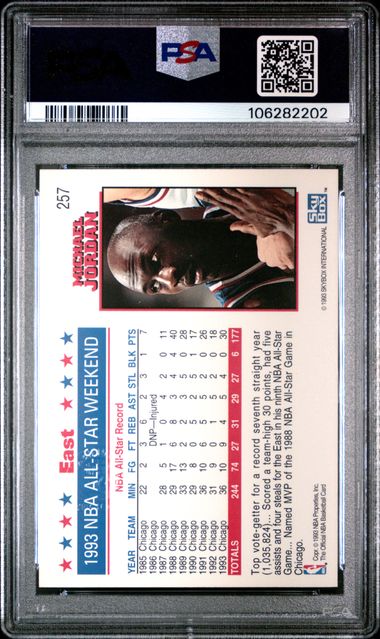 PSA
106282202
257
MICHAEL
JORDAN
SkyBox™
© 1993 SKYBOX INTERNATIONAL
East
1993 NBA ALL-STAR WEEKEND
NBA All-Star Record
YEAR TEAM MIN FG FT REB AST STL BLK PTS
1985 Chicago 22 2 3 6 2 3 1 7
1986 Chicago DNP—Injured
1987 Chicago 28 5 1 0 4 2 0 11
1988 Chicago 29 17 6 8 3 4 4 40
1989 Chicago 33 13 2 2 3 5 0 28
1990 Chicago 29 8 0 5 2 5 1 17
1991 Chicago 36 10 6 5 5 2 0 26
1992 Chicago 31 9 0 1 5 2 0 18
1993 Chicago 36 10 9 4 5 4 0 30
TOTALS 244 74 27 31 29 27 6 177
Top vote-getter for a record seventh straight year
(1,035,824)... Scored a team-high 30 points, had five
assists and four steals for the East in his ninth NBA All-Star
Game... Named MVP of the 1988 NBA All-Star Game in
Chicago.
NBA
Copr. © 1993 NBA Properties, Inc.
The Official NBA Basketball Card